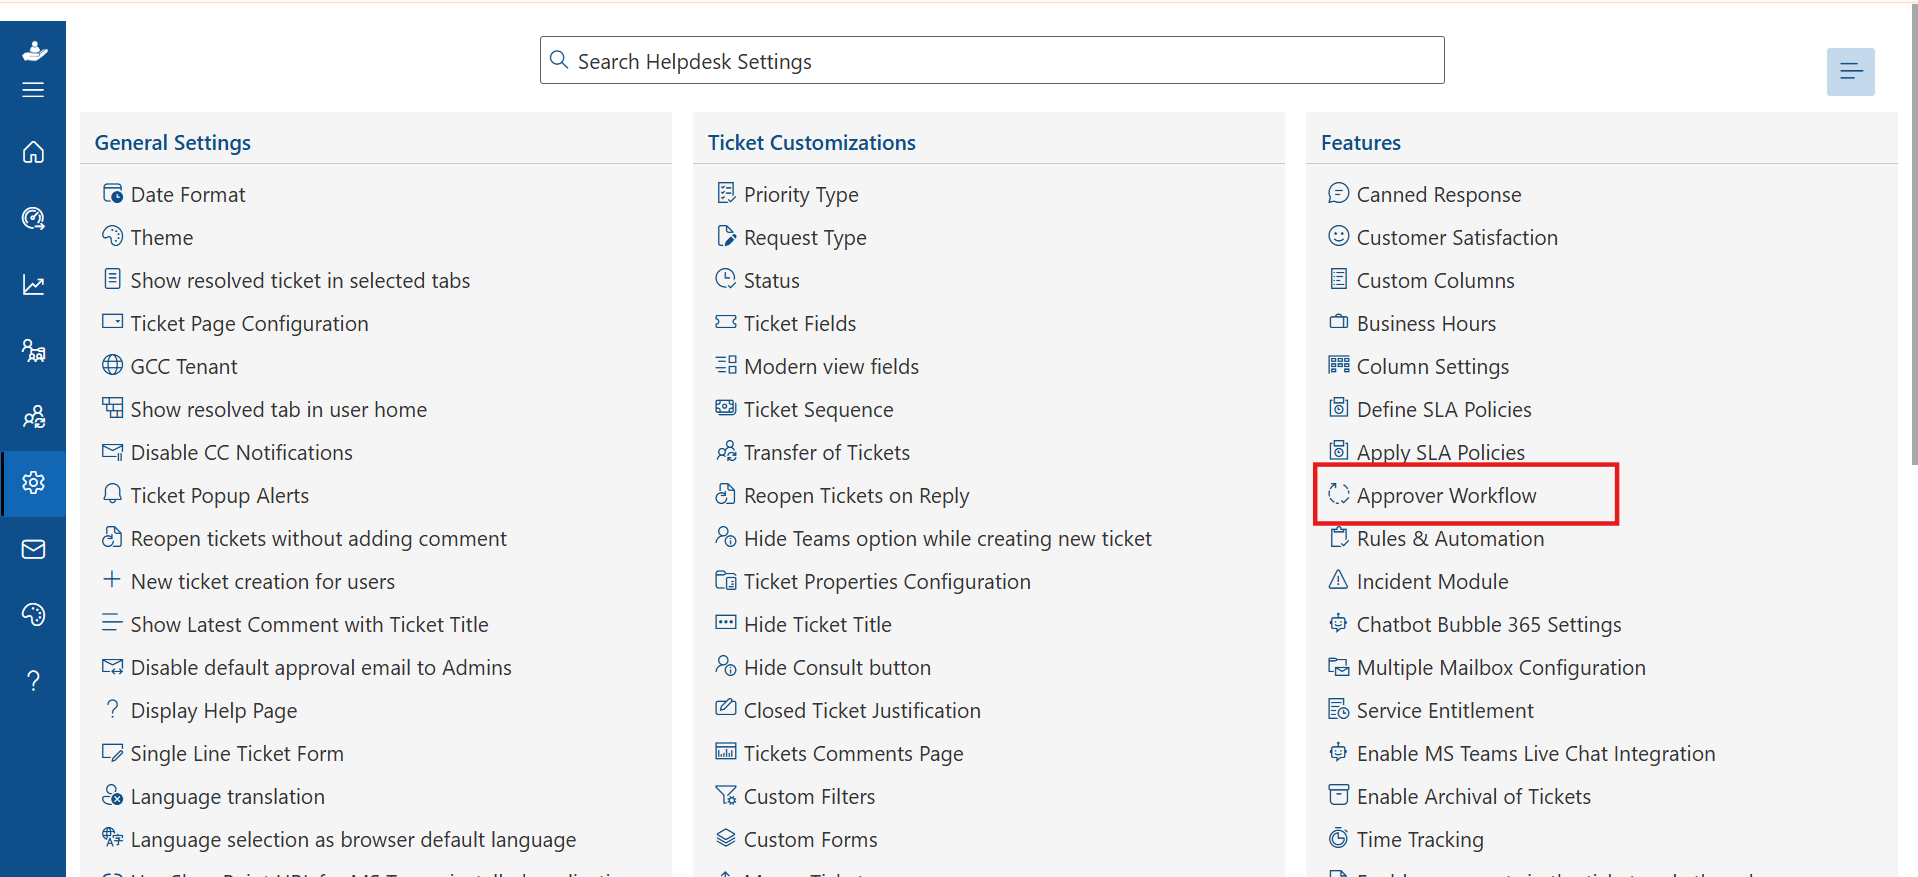 Search Helpdesk Settings
General Settings
Date Format
Theme
Show resolved ticket in selected tabs
Ticket Page Configuration
GCC Tenant
Show resolved tab in user home
Disable CC Notifications
Ticket Popup Alerts
Reopen tickets without adding comment
New ticket creation for users
Show Latest Comment with Ticket Title
Disable default approval email to Admins
Display Help Page
Single Line Ticket Form
Language translation
Language selection as browser default language
Ticket Customizations
Priority Type
Request Type
Status
Ticket Fields
Modern view fields
Ticket Sequence
Transfer of Tickets
Reopen Tickets on Reply
Hide Teams option while creating new ticket
Ticket Properties Configuration
Hide Ticket Title
Hide Consult button
Closed Ticket Justification
Tickets Comments Page
Custom Filters
Custom Forms
Features
Canned Response
Customer Satisfaction
Custom Columns
Business Hours
Column Settings
Define SLA Policies
Apply SLA Policies
Approver Workflow
Rules & Automation
Incident Module
Chatbot Bubble 365 Settings
Multiple Mailbox Configuration
Service Entitlement
Enable MS Teams Live Chat Integration
Enable Archival of Tickets
Time Tracking